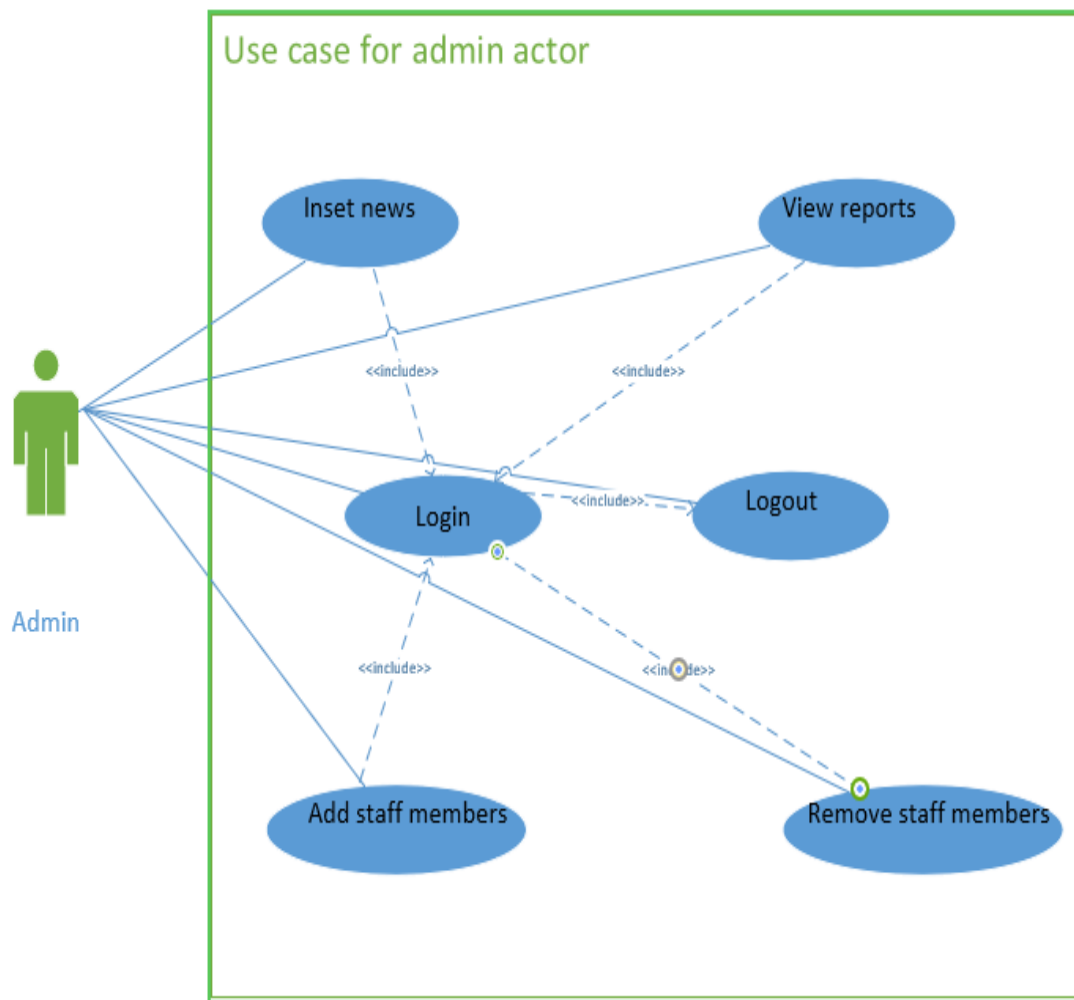 Use case for admin actor
Inset news
View reports
<<include>>
<<include>>
Login
<<include>>
Logout
Admin
<<include>>
<<include>>
Add staff members
Remove staff members